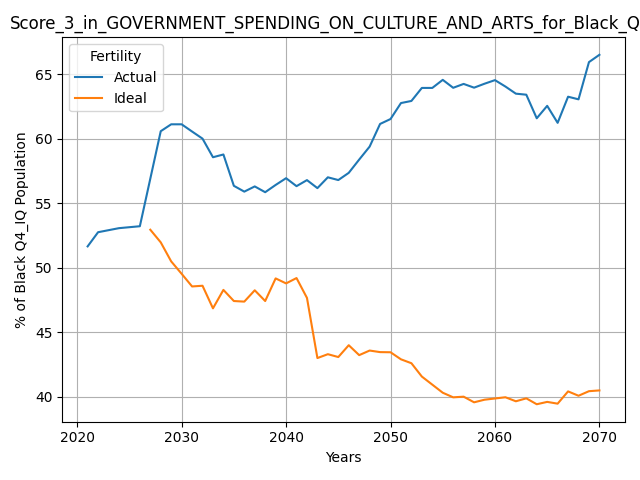 Score_3_in_GOVERNMENT_SPENDING_ON_CULTURE_AND_ARTS_for_Black_Q
Fertility
Actual
Ideal
% of Black Q4_IQ Population
65
60
55
50
45
40
2020 2030 2040 2050 2060 2070
Years